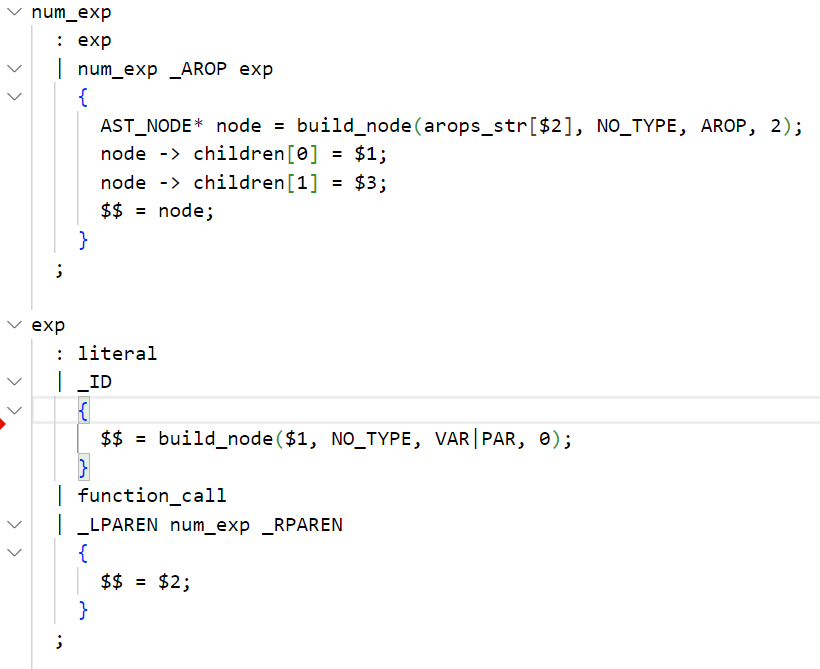 num_exp
: exp
| num_exp _AROP exp
{
AST_NODE* node = build_node(arops_str[$2], NO_TYPE, AROP, 2);
node -> children[0] = $1;
node -> children[1] = $3;
$$ = node;
}
;
exp
: literal
| _ID
{
$$ = build_node($1, NO_TYPE, VAR|PAR, 0);
}
| function_call
| _LPAREN num_exp _RPAREN
{
$$ = $2;
}
;